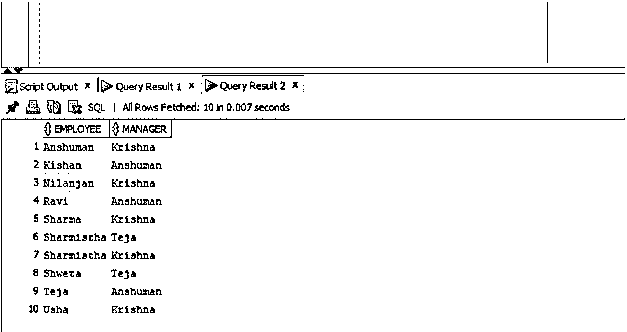 Script Output × Query Result 1 × Query Result 2 ×
SQL | All Rows Fetched: 10 in 0.007 seconds
EMPLOYEE MANAGER
1 Anshuman Krishna
2 Kishan Anshuman
3 Nilanjan Krishna
4 Ravi Anshuman
5 Sharma Krishna
6 Sharmistha Teja
7 Sharmistha Krishna
8 Shweta Teja
9 Teja Anshuman
10 Usha Krishna